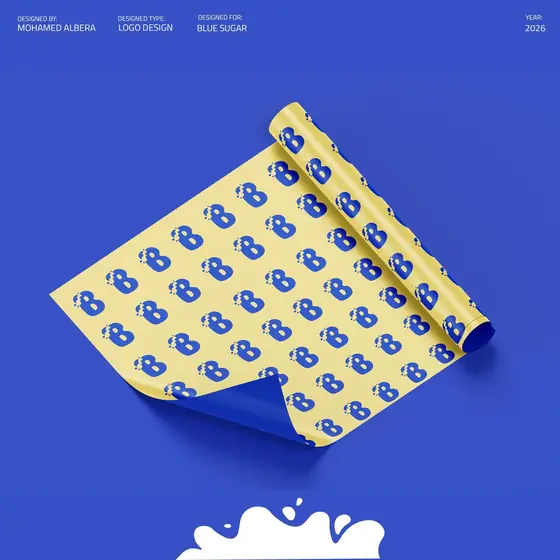 DESIGNED BY:
MOHAMED ALBERA
DESIGNED TYPE:
LOGO DESIGN
DESIGNED FOR:
BLUE SUGAR
YEAR:
2026